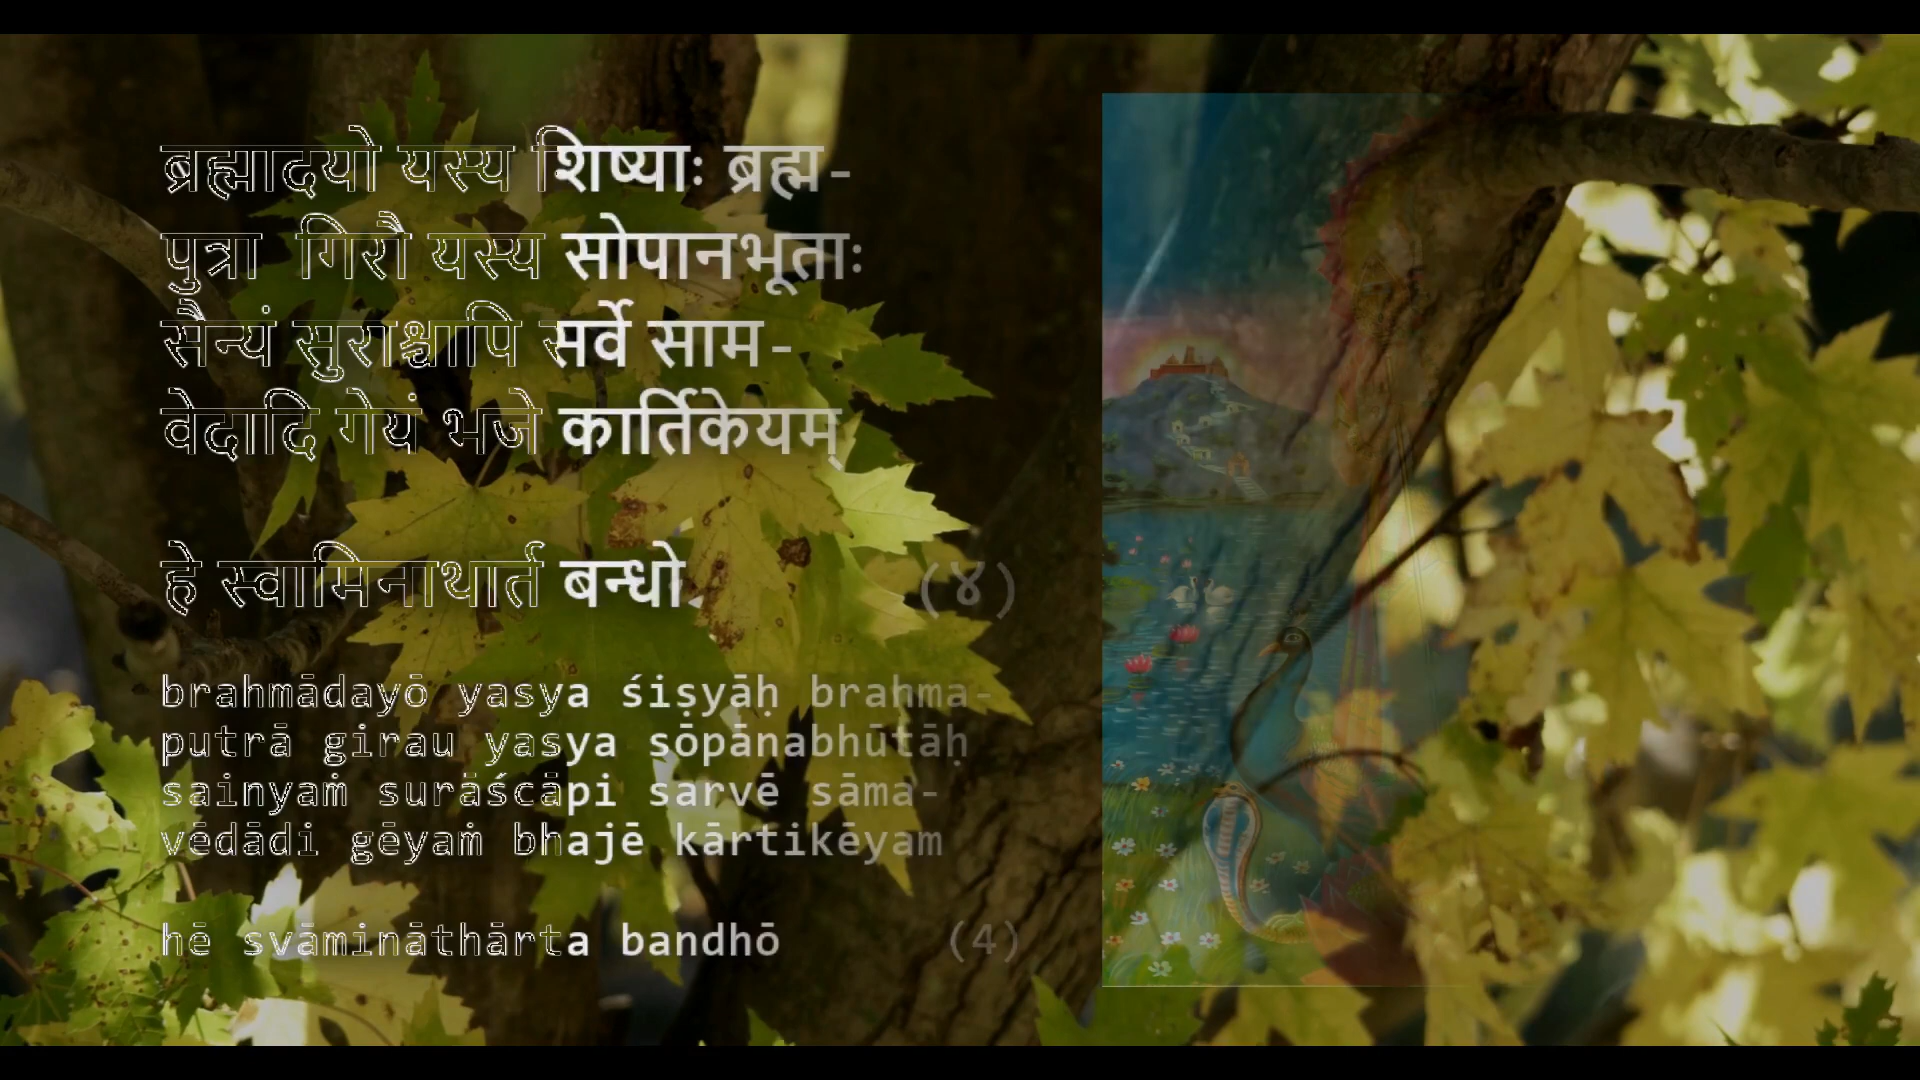 ब्रह्मादयो यस्य शिष्याः ब्रह्म-
पुत्रा गिरौ यस्य सोपानभूताः
सैन्यं सुराश्चापि सर्वे साम-
वेदादि गेयं भजे कार्तिकेयम्
हे स्वामिनाथार्त बन्धो. (४)
brahmādayō yasya śiṣyāḥ brahma-
putrā girau yasya sōpānabhūtāḥ
sainyaṁ surāścāpi sarvē sāma-
vēdādi gēyaṁ bhajē kārtikēyam
hē svāmināthārta bandhō (4)